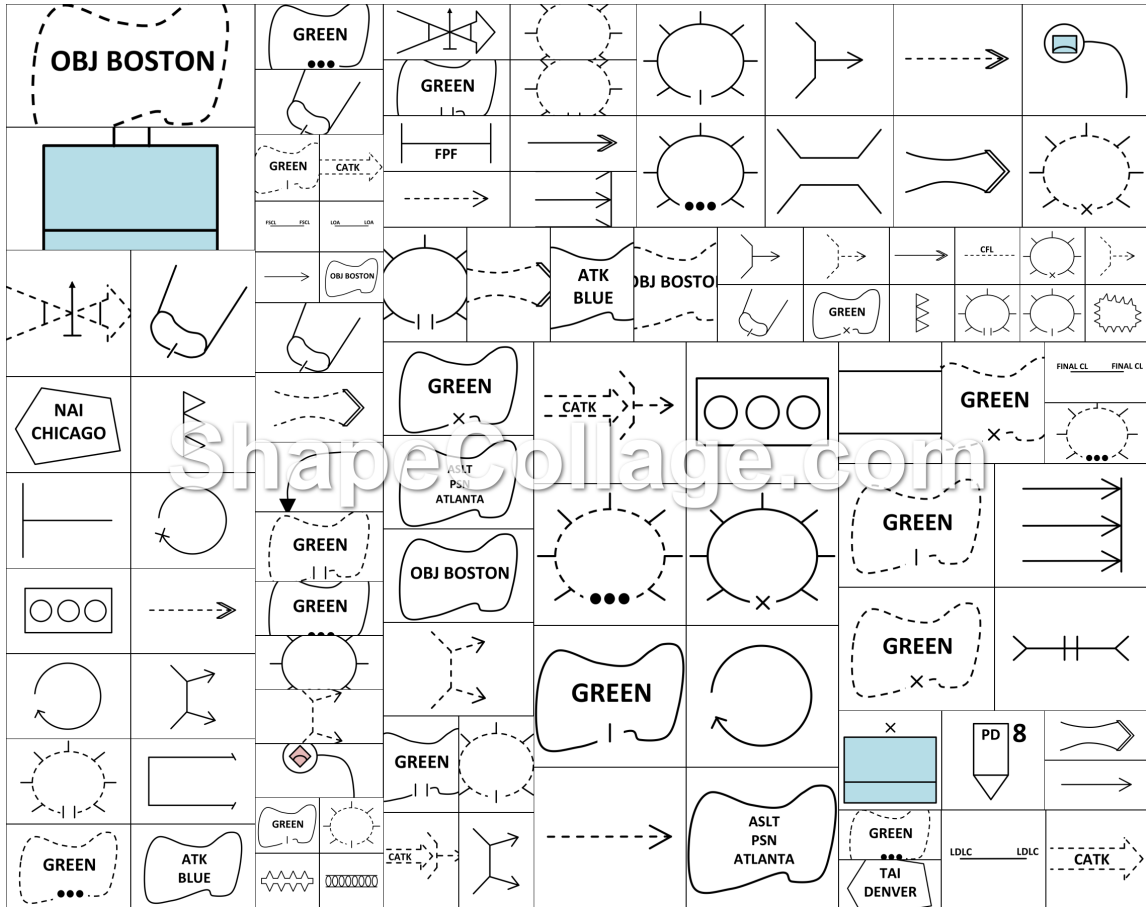 OBJ BOSTON
GREEN
GREEN
FPF
GREEN
CATK
FSCL FSCL
LOA LOA
OBJ BOSTON
ATK
BLUE
OBJ BOSTON
CFL
GREEN
NAI
CHICAGO
GREEN
CATK
GREEN
FINAL CL FINAL CL
ShapeCollage.com
ASLT
PSN
ATLANTA
GREEN
GREEN
OBJ BOSTON
GREEN
GREEN
GREEN
PD 8
GREEN
GREEN
GREEN
ATK
BLUE
CATK
ASLT
PSN
ATLANTA
GREEN
TAI
DENVER
LDLC LDLC
CATK